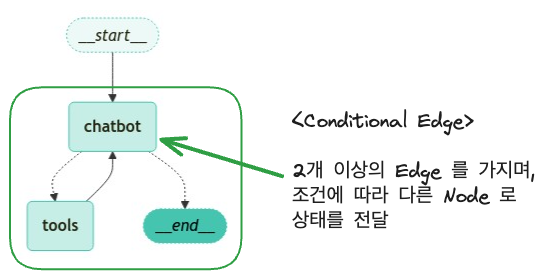 __start__
chatbot
tools
__end__
<Conditional Edge>
2개 이상의 Edge 를 가지며,
조건에 따라 다른 Node 로
상태를 전달